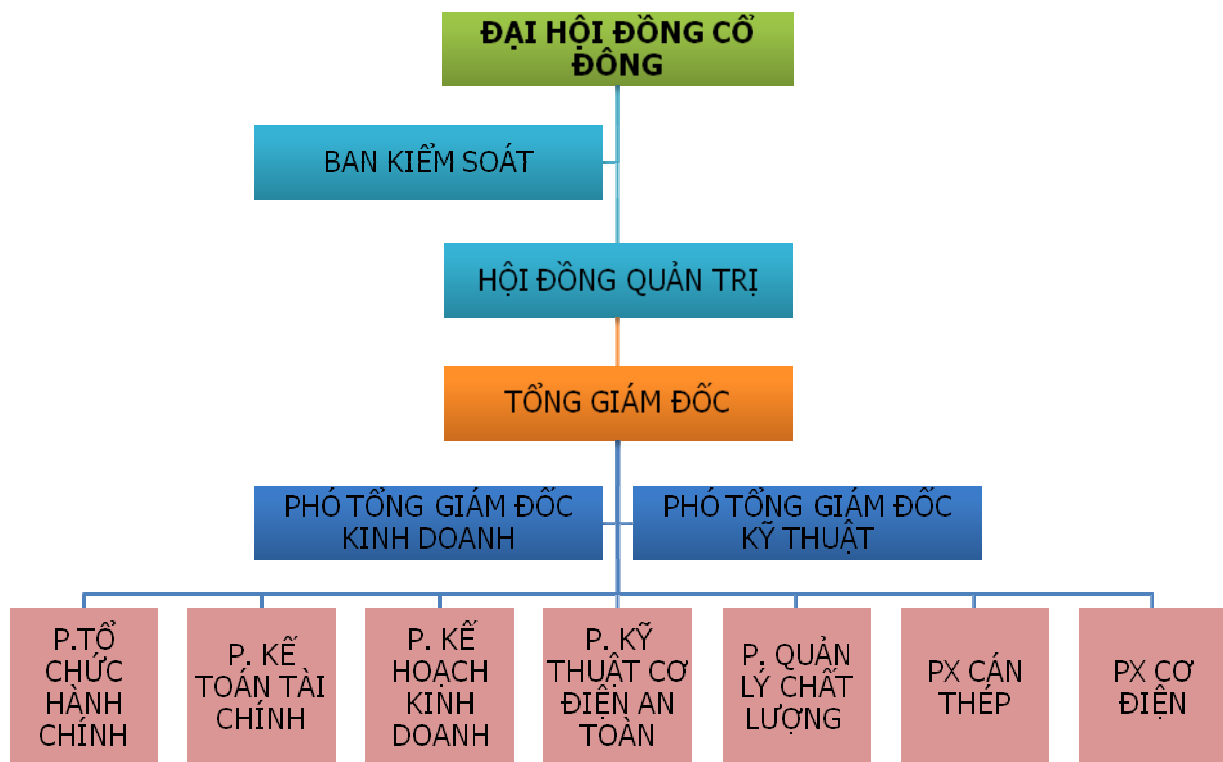 ĐẠI HỘI ĐỒNG CỔ
ĐÔNG
BAN KIỂM SOÁT
HỘI ĐỒNG QUẢN TRỊ
TỔNG GIÁM ĐỐC
PHÓ TỔNG GIÁM ĐỐC
KINH DOANH
PHÓ TỔNG GIÁM ĐỐC
KỸ THUẬT
P.TỔ
CHỨC
HÀNH
CHÍNH
P. KẾ
TOÁN TÀI
CHÍNH
P. KẾ
HOẠCH
KINH
DOANH
P. KỸ
THUẬT CƠ
ĐIỆN AN
TOÀN
P. QUẢN
LÝ CHẤT
LƯỢNG
PX CÁN
THÉP
PX CƠ
ĐIỆN